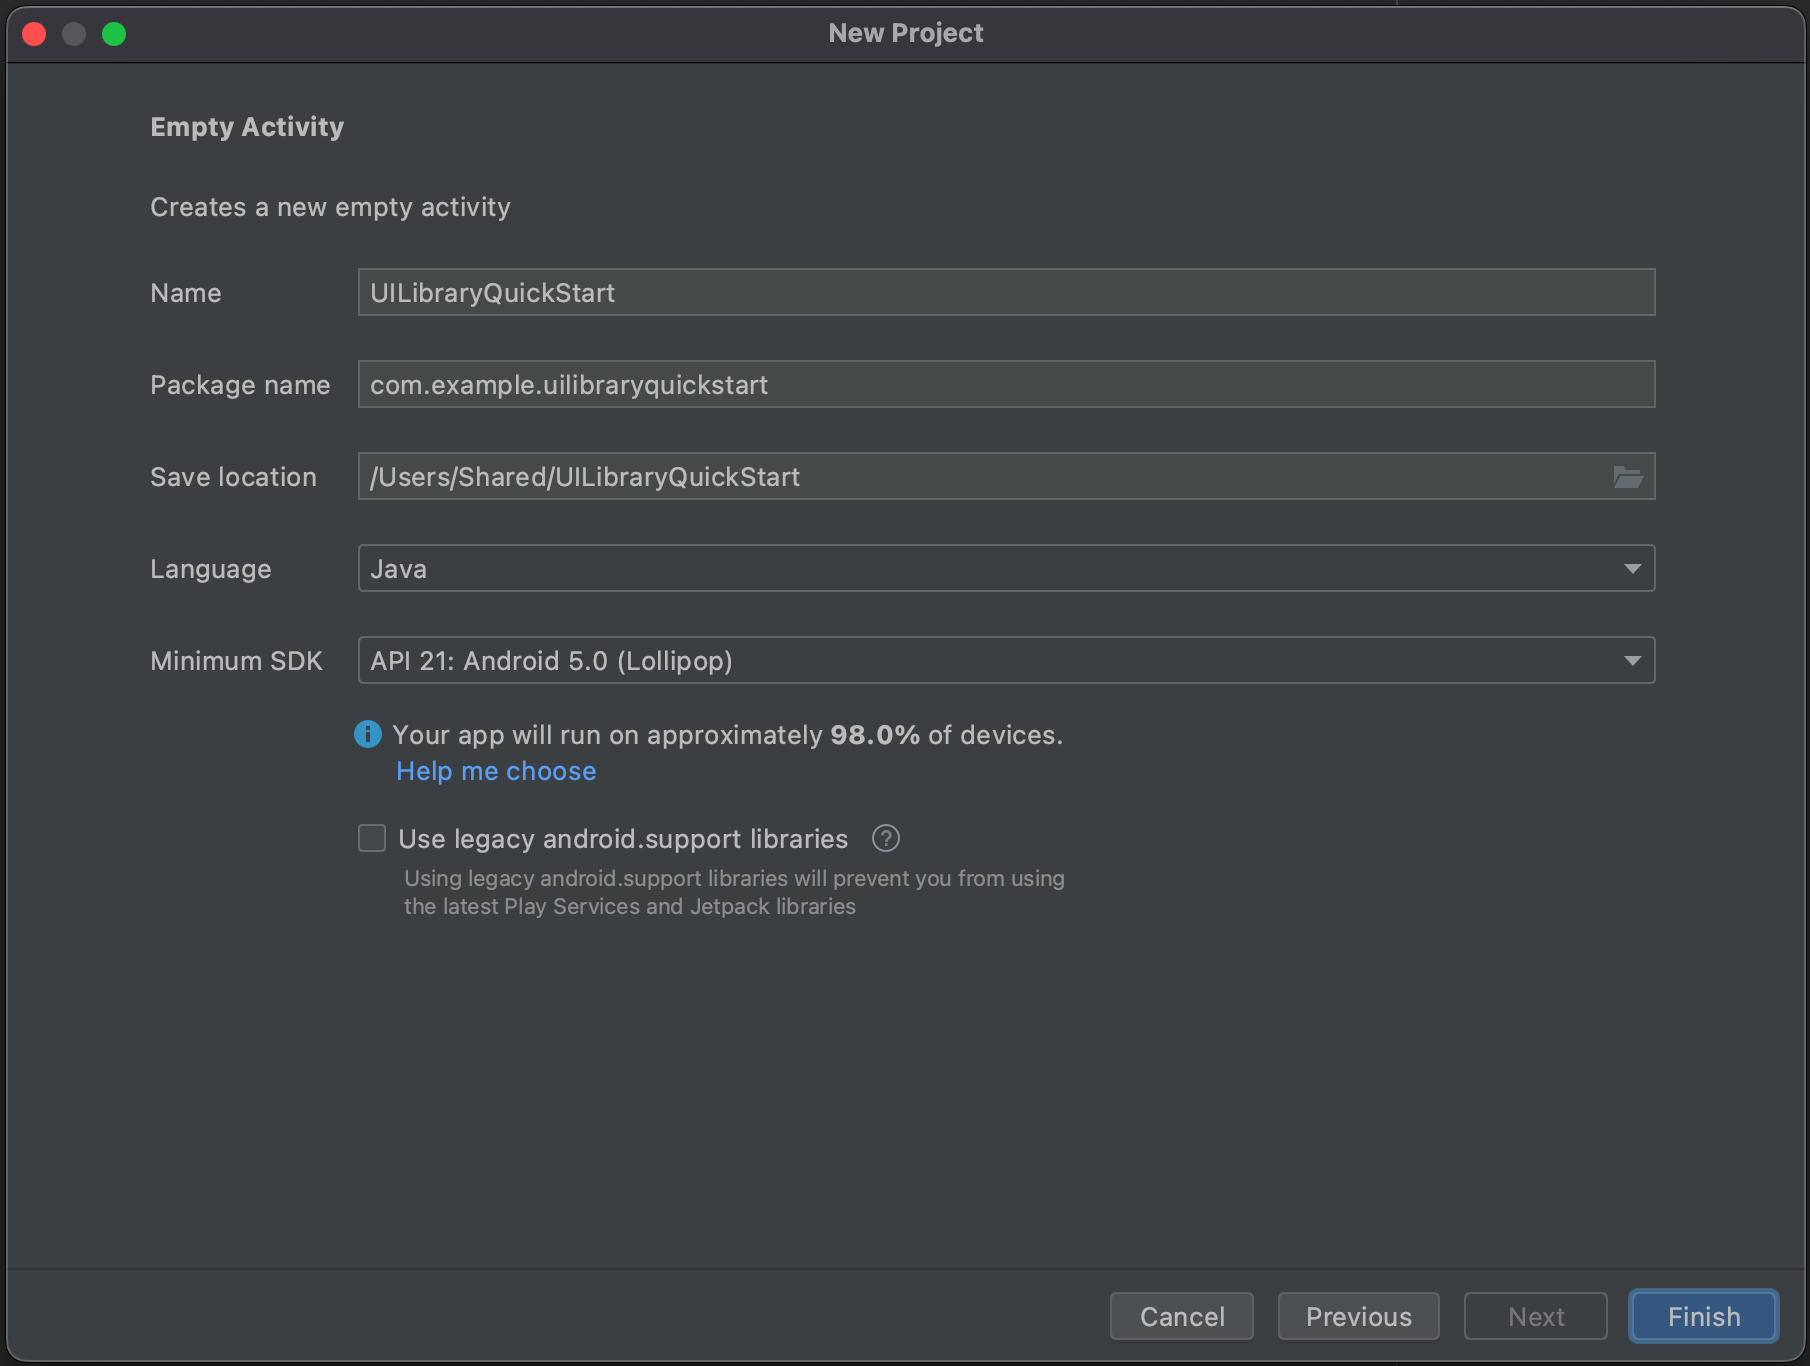 New Project
Empty Activity
Creates a new empty activity
Name
UILibraryQuickStart
Package name
com.example.uilibraryquickstart
Save location
/Users/Shared/UILibraryQuickStart
Language
Java
Minimum SDK
API 21: Android 5.0 (Lollipop)
Your app will run on approximately 98.0% of devices.
Help me choose
Use legacy android.support libraries
Using legacy android.support libraries will prevent you from using
the latest Play Services and Jetpack libraries
Cancel
Previous
Next
Finish